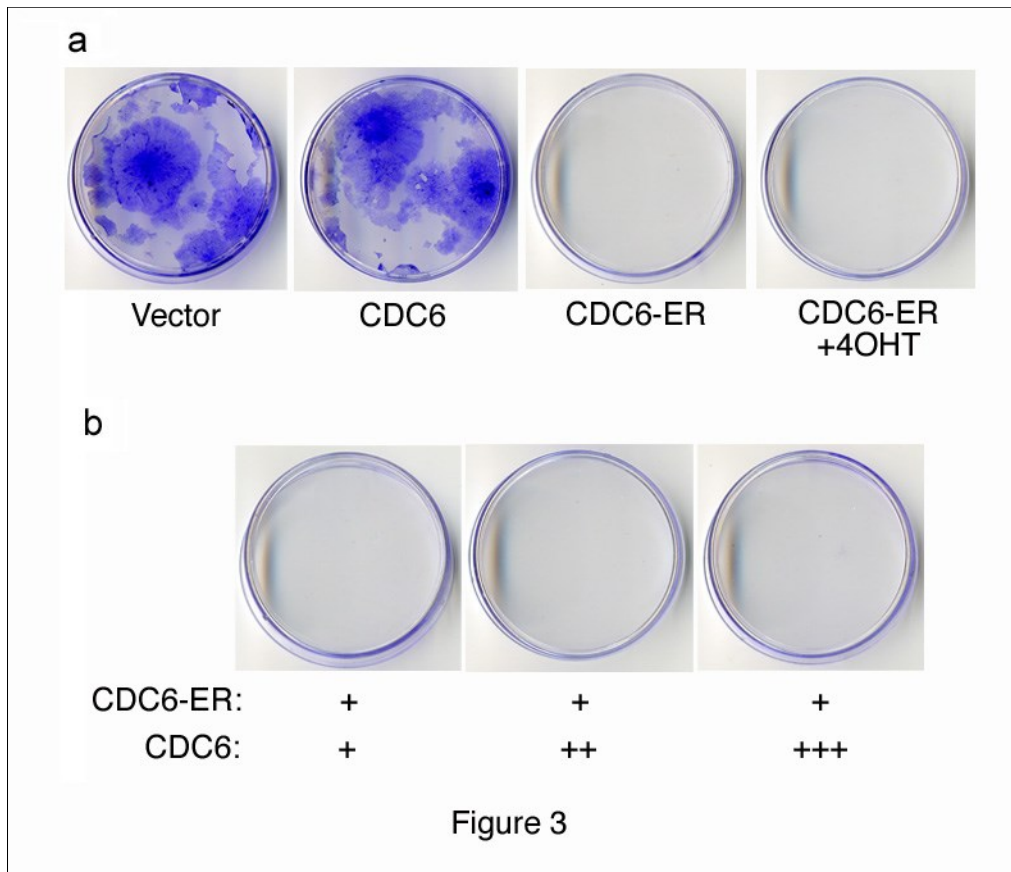 a
Vector
CDC6
CDC6-ER
CDC6-ER
+4OHT
b
CDC6-ER: + + +
CDC6: + ++ +++
Figure 3